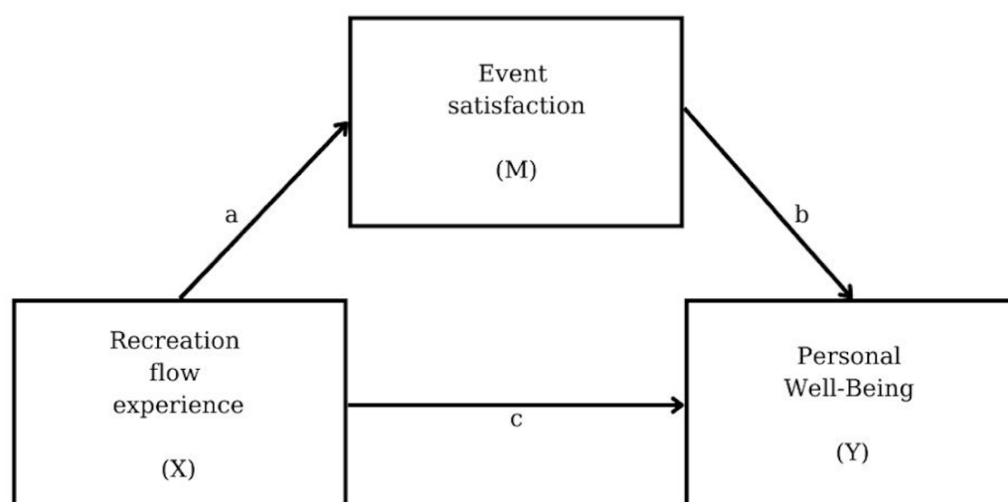 Event
satisfaction
(M)
a
b
Recreation
flow
experience
(X)
c
Personal
Well-Being
(Y)